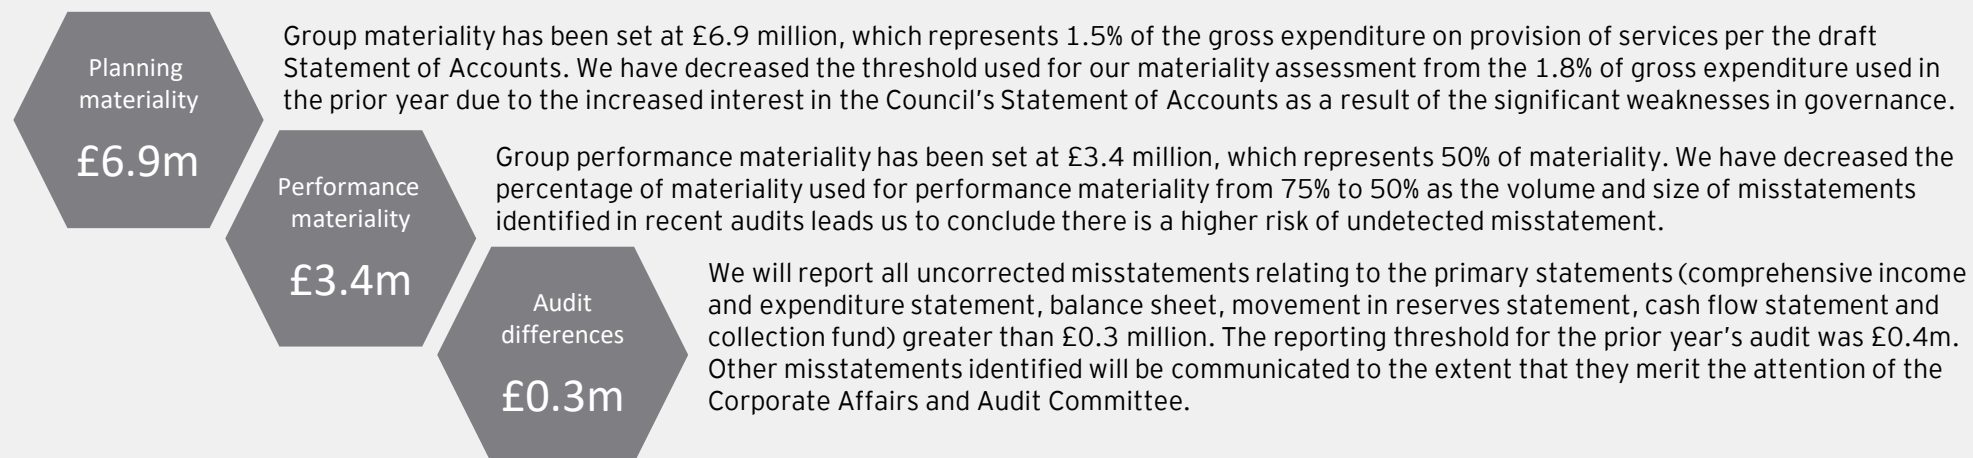 Planning
materiality
£6.9m
Group materiality has been set at £6.9 million, which represents 1.5% of the gross expenditure on provision of services per the draft
Statement of Accounts. We have decreased the threshold used for our materiality assessment from the 1.8% of gross expenditure used in
the prior year due to the increased interest in the Council's Statement of Accounts as a result of the significant weaknesses in governance.
Performance
materiality
£3.4m
Group performance materiality has been set at £3.4 million, which represents 50% of materiality. We have decreased the
percentage of materiality used for performance materiality from 75% to 50% as the volume and size of misstatements
identified in recent audits leads us to conclude there is a higher risk of undetected misstatement.
Audit
differences
£0.3m
We will report all uncorrected misstatements relating to the primary statements (comprehensive income
and expenditure statement, balance sheet, movement in reserves statement, cash flow statement and
collection fund) greater than £0.3 million. The reporting threshold for the prior year's audit was £0.4m.
Other misstatements identified will be communicated to the extent that they merit the attention of the
Corporate Affairs and Audit Committee.